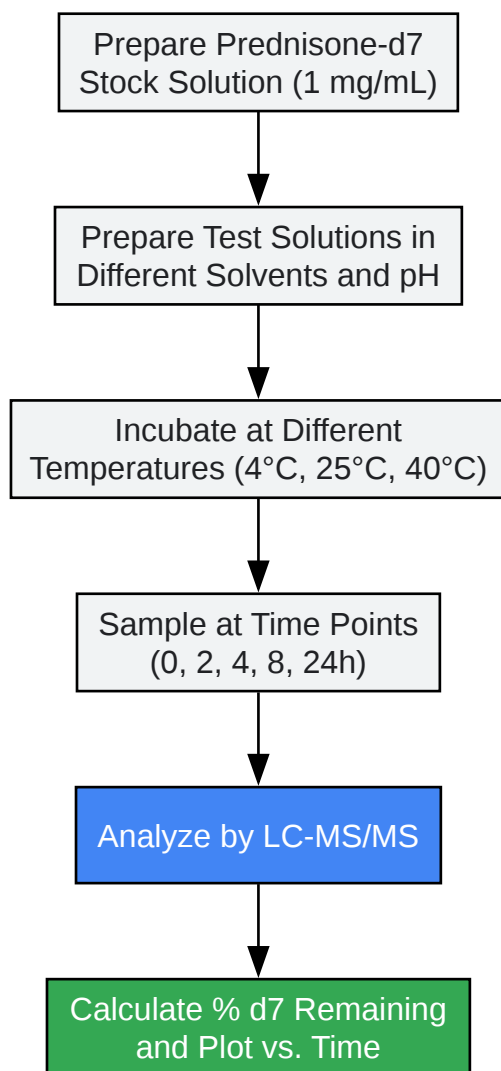 Prepare Prednisone-d7
Stock Solution (1 mg/mL)
Prepare Test Solutions in
Different Solvents and pH
Incubate at Different
Temperatures (4°C, 25°C, 40°C)
Sample at Time Points
(0, 2, 4, 8, 24h)
Analyze by LC-MS/MS
Calculate % d7 Remaining
and Plot vs. Time